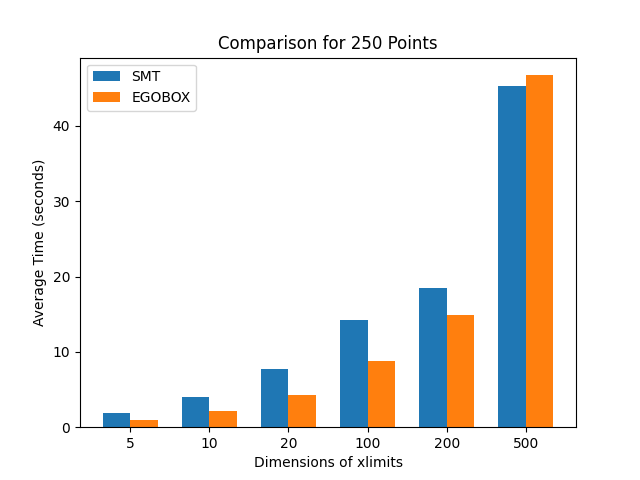 Comparison for 250 Points
SMT
EGOBOX
Average Time (seconds)
40
30
20
10
0
5 10 20 100 200 500
Dimensions of xlimits